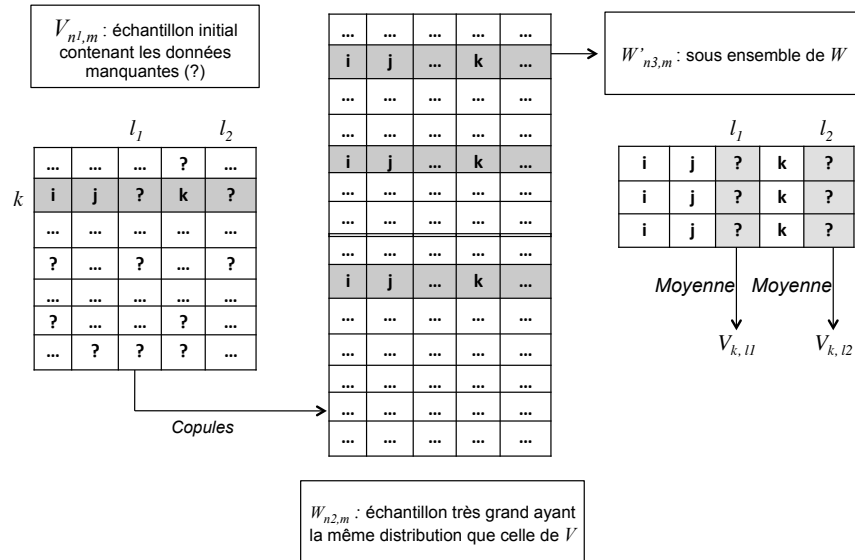 V_{n1,m} : échantillon initial
contenant les données
manquantes (?)
l_1 l_2
... ... ... ? ...
k i j ? k ?
... ... ... ... ...
? ... ? ... ?
... ... ... ... ...
? ... ... ? ...
... ? ? ? ...
Copules
... ... ... ... ...
i j ... k ...
... ... ... ... ...
... ... ... ... ...
i j ... k ...
... ... ... ... ...
... ... ... ... ...
... ... ... ... ...
i j ... k ...
... ... ... ... ...
... ... ... ... ...
... ... ... ... ...
... ... ... ... ...
... ... ... ... ...
W_{n2,m} : échantillon très grand ayant
la même distribution que celle de V
W'_{n3,m} : sous ensemble de W
l_1 l_2
i j ? k ?
i j ? k ?
i j ? k ?
Moyenne Moyenne
V_{k, l1} V_{k, l2}